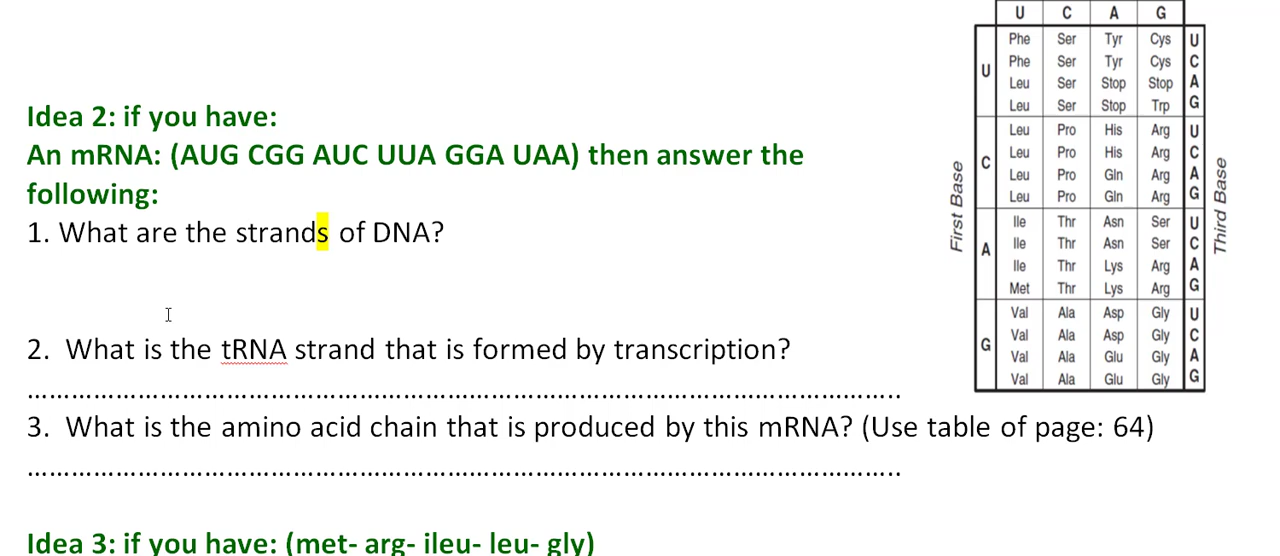 U C A G
Phe Ser Tyr Cys U
Phe Ser Tyr Cys C
U
Leu Ser Stop Stop A
Leu Ser Stop Trp G
Leu Pro His Arg U
Leu Pro His Arg C
C
Leu Pro Gln Arg A
Leu Pro Gln Arg G
Ile Thr Asn Ser U
Ile Thr Asn Ser C
A
Ile Thr Lys Arg A
Met Thr Lys Arg G
Val Ala Asp Gly U
Val Ala Asp Gly C
G
Val Ala Glu Gly A
Val Ala Glu Gly G
First Base
Third Base
Idea 2: if you have:
An mRNA: (AUG CGG AUC UUA GGA UAA) then answer the
following:
1. What are the strands of DNA?
2. What is the tRNA strand that is formed by transcription?
........................................................................................
3. What is the amino acid chain that is produced by this mRNA? (Use table of page: 64)
........................................................................................
Idea 3: if you have: (met- arg- ileu- leu- gly)